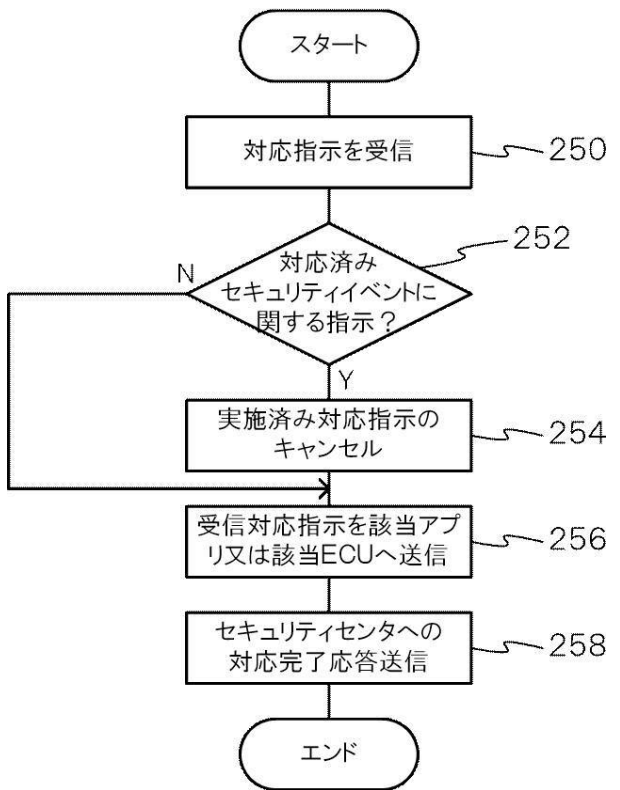 スタート
対応指示を受信
250
対応済み
セキュリティイベントに
関する指示？
252
N
Y
実施済み対応指示の
キャンセル
254
受信対応指示を該当アプ
リ又は該当ECUへ送信
256
セキュリティセンタへの
対応完了応答送信
258
エンド